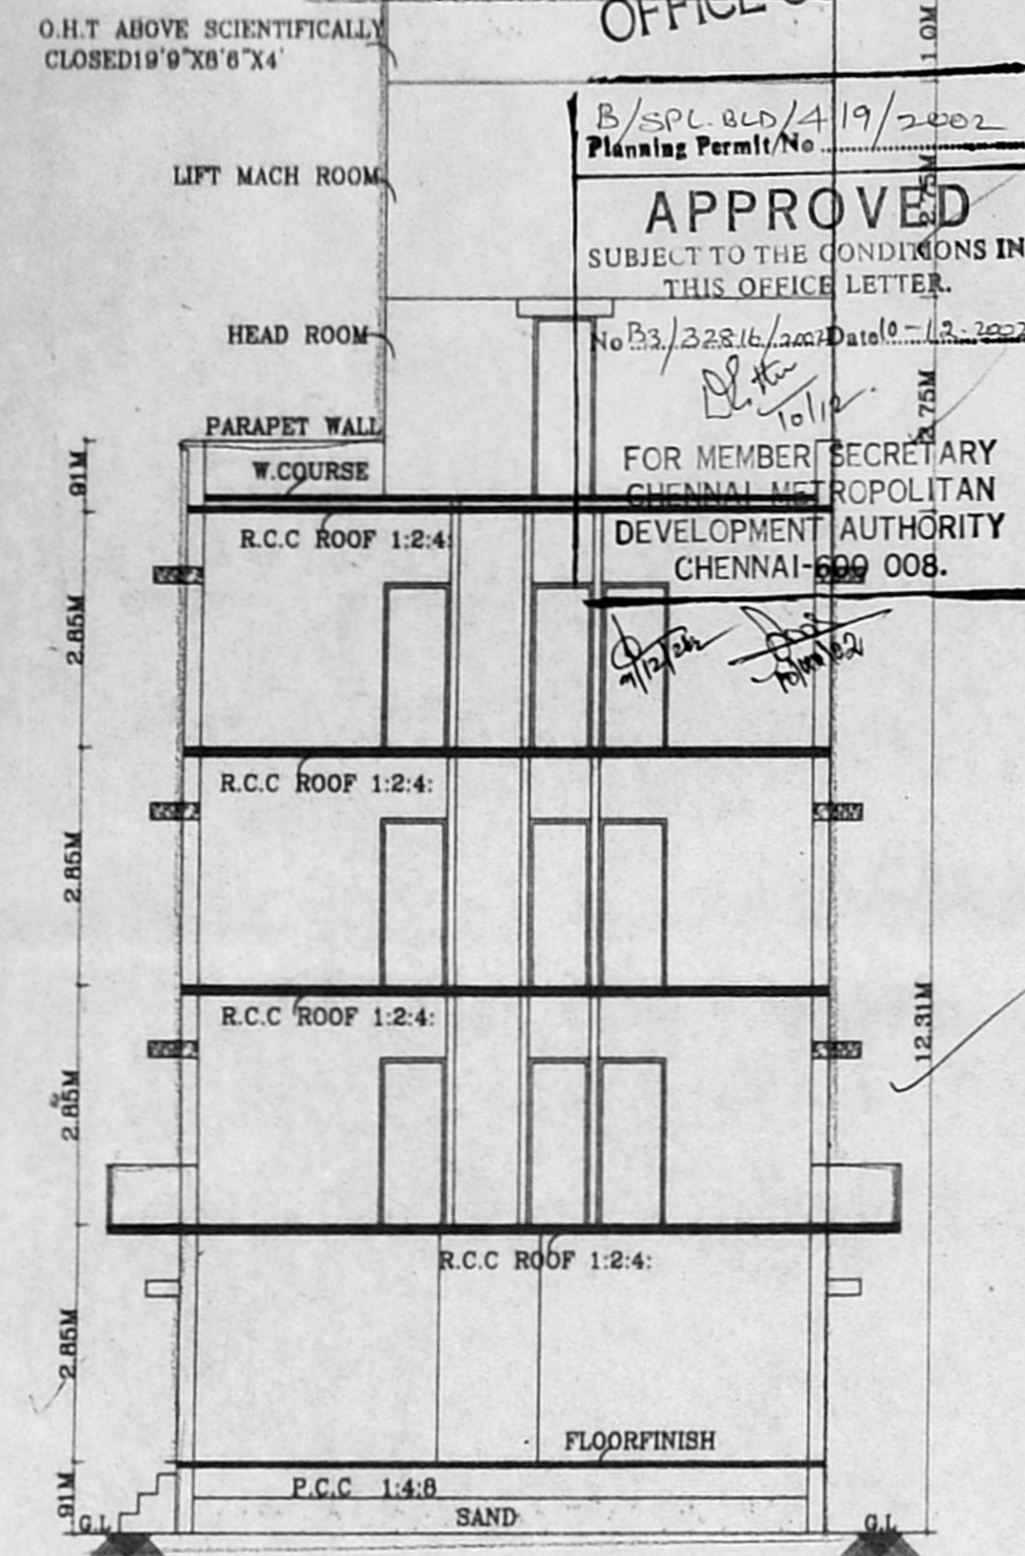 OFFICE C
O.H.T ABOVE SCIENTIFICALLY
CLOSED19'9"X8'6"X4'
1 0M
B/SPL.BLD/419/2002
Planning Permit/No
LIFT MACH ROOM
2.75M
APPROVED
SUBJECT TO THE CONDITIONS IN
THIS OFFICE LETTER.
HEAD ROOM
No B3/32816/2002 Date 10-12-2002
10/12
2.75M
PARAPET WALL
FOR MEMBER SECRETARY
W.COURSE
CHENNAI METROPOLITAN
.91M
R.C.C ROOF 1:2:4:
DEVELOPMENT AUTHORITY
CHENNAI-600 008.
2.85M
R.C.C ROOF 1:2:4:
2.85M
R.C.C ROOF 1:2:4:
12.31M
2.85M
R.C.C ROOF 1:2:4:
2.85M
FLOORFINISH
P.C.C 1:4:8
.91M
SAND
G.L
G.L